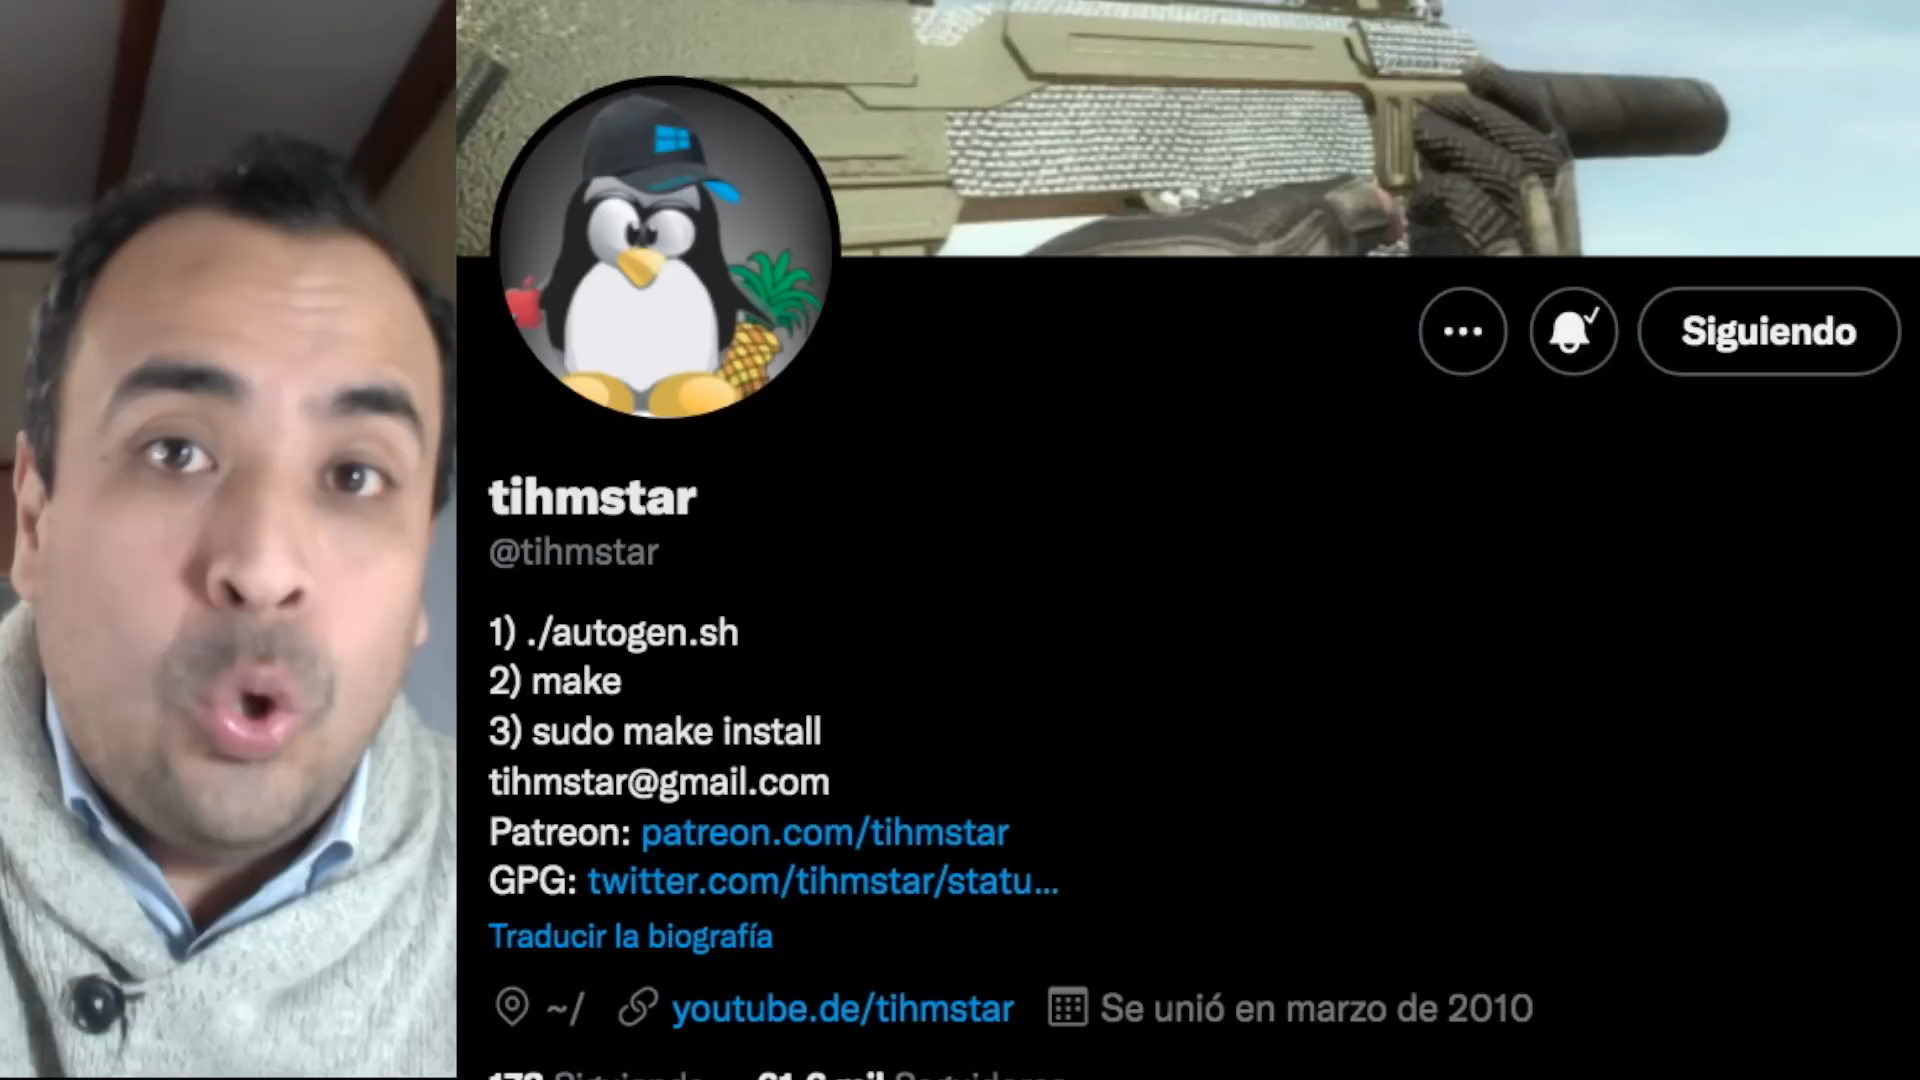 Siguiendo
tihmstar
@tihmstar
1) ./autogen.sh
2) make
3) sudo make install
tihmstar@gmail.com
Patreon: patreon.com/tihmstar
GPG: twitter.com/tihmstar/statu...
Traducir la biografía
~/ youtube.de/tihmstar Se unió en marzo de 2010